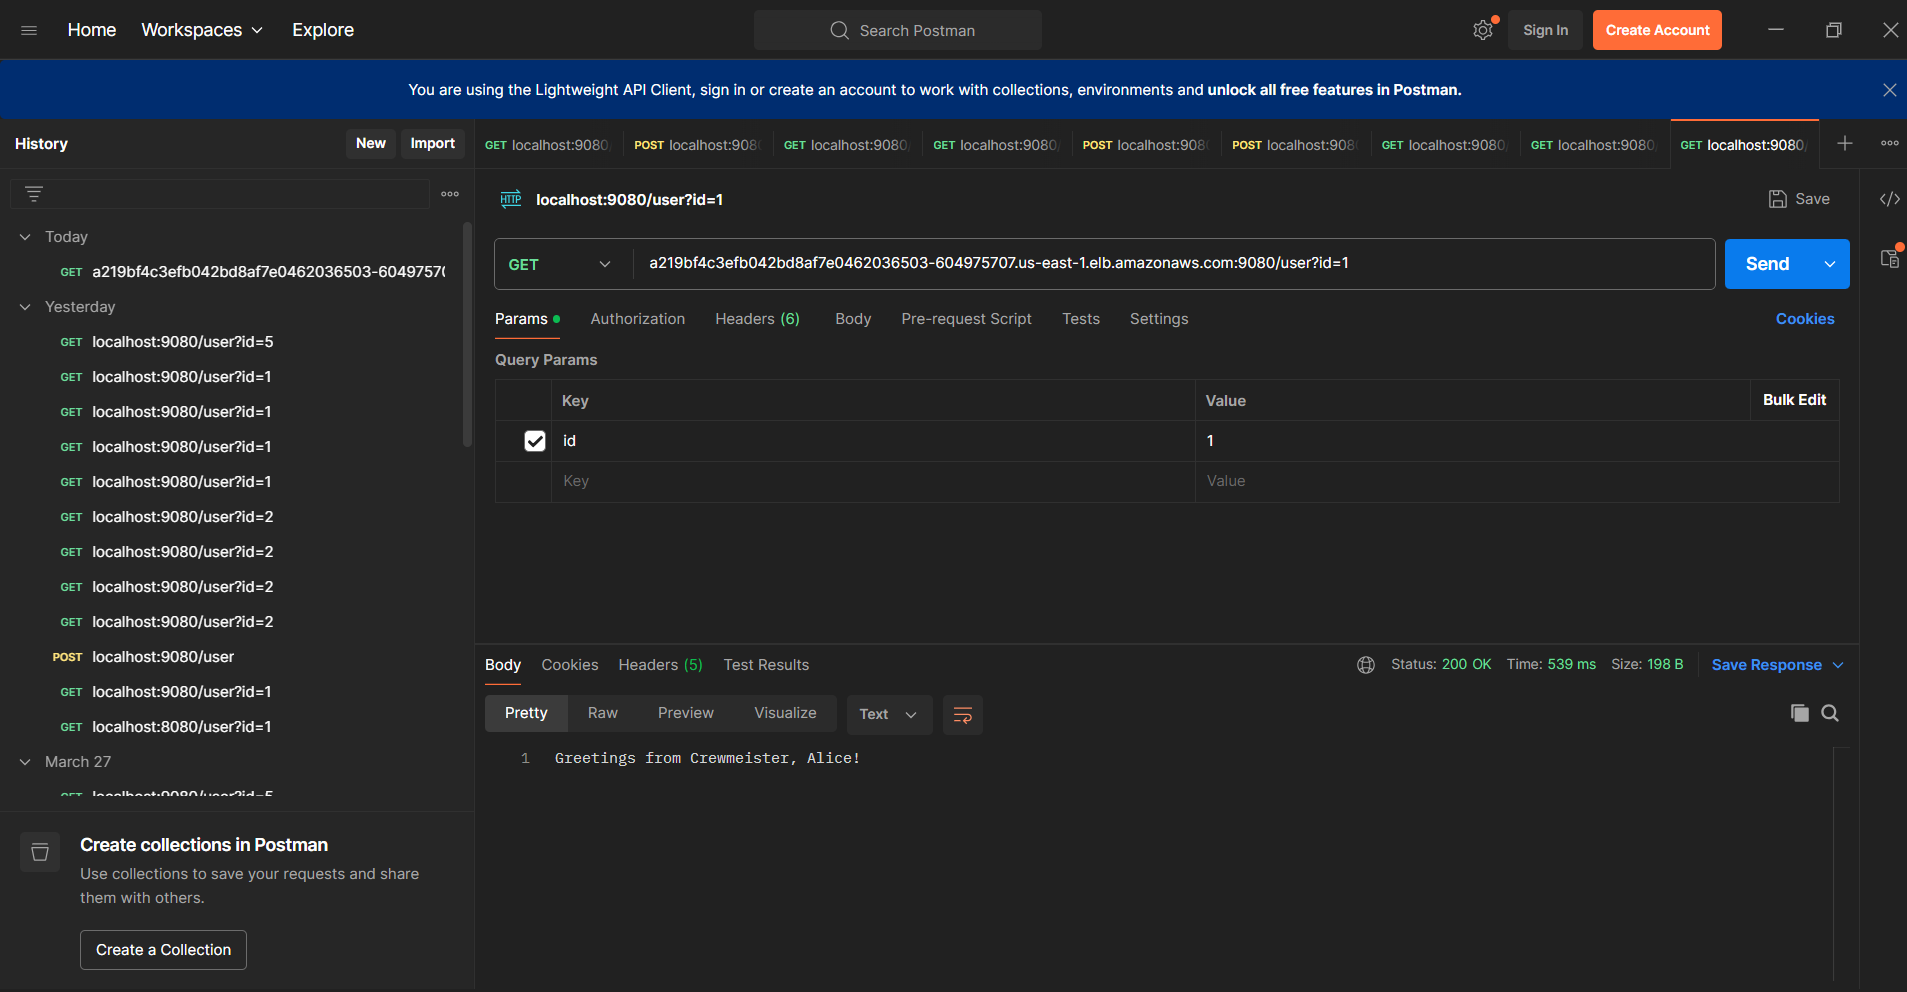 Home Workspaces Explore Search Postman Sign In Create Account
You are using the Lightweight API Client, sign in or create an account to work with collections, environments and unlock all free features in Postman.
History New Import
GET localhost:9080/ POST localhost:908 GET localhost:9080/ GET localhost:9080/ POST localhost:908 POST localhost:908 GET localhost:9080/ GET localhost:9080/ GET localhost:9080/
HTTP localhost:9080/user?id=1 Save
Today
GET a219bf4c3efb042bd8af7e0462036503-6049757
Yesterday
GET localhost:9080/user?id=5
GET localhost:9080/user?id=1
GET localhost:9080/user?id=1
GET localhost:9080/user?id=1
GET localhost:9080/user?id=1
GET localhost:9080/user?id=2
GET localhost:9080/user?id=2
GET localhost:9080/user?id=2
GET localhost:9080/user?id=2
POST localhost:9080/user
GET localhost:9080/user?id=1
GET localhost:8080/user?id=1
March 27
GET localhost:9080/user?id=5
Create collections in Postman
Use collections to save your requests and share
them with others.
Create a Collection
GET a219bf4c3efb042bd8af7e0462036503-604975707.us-east-1.elb.amazonaws.com:9080/user?id=1 Send
Params Authorization Headers (6) Body Pre-request Script Tests Settings Cookies
Query Params
Key Value Bulk Edit
id 1
Key Value
Body Cookies Headers (5) Test Results Status: 200 OK Time: 539 ms Size: 198 B Save Response
Pretty Raw Preview Visualize Text
1 Greetings from Crewmeister, Alice!